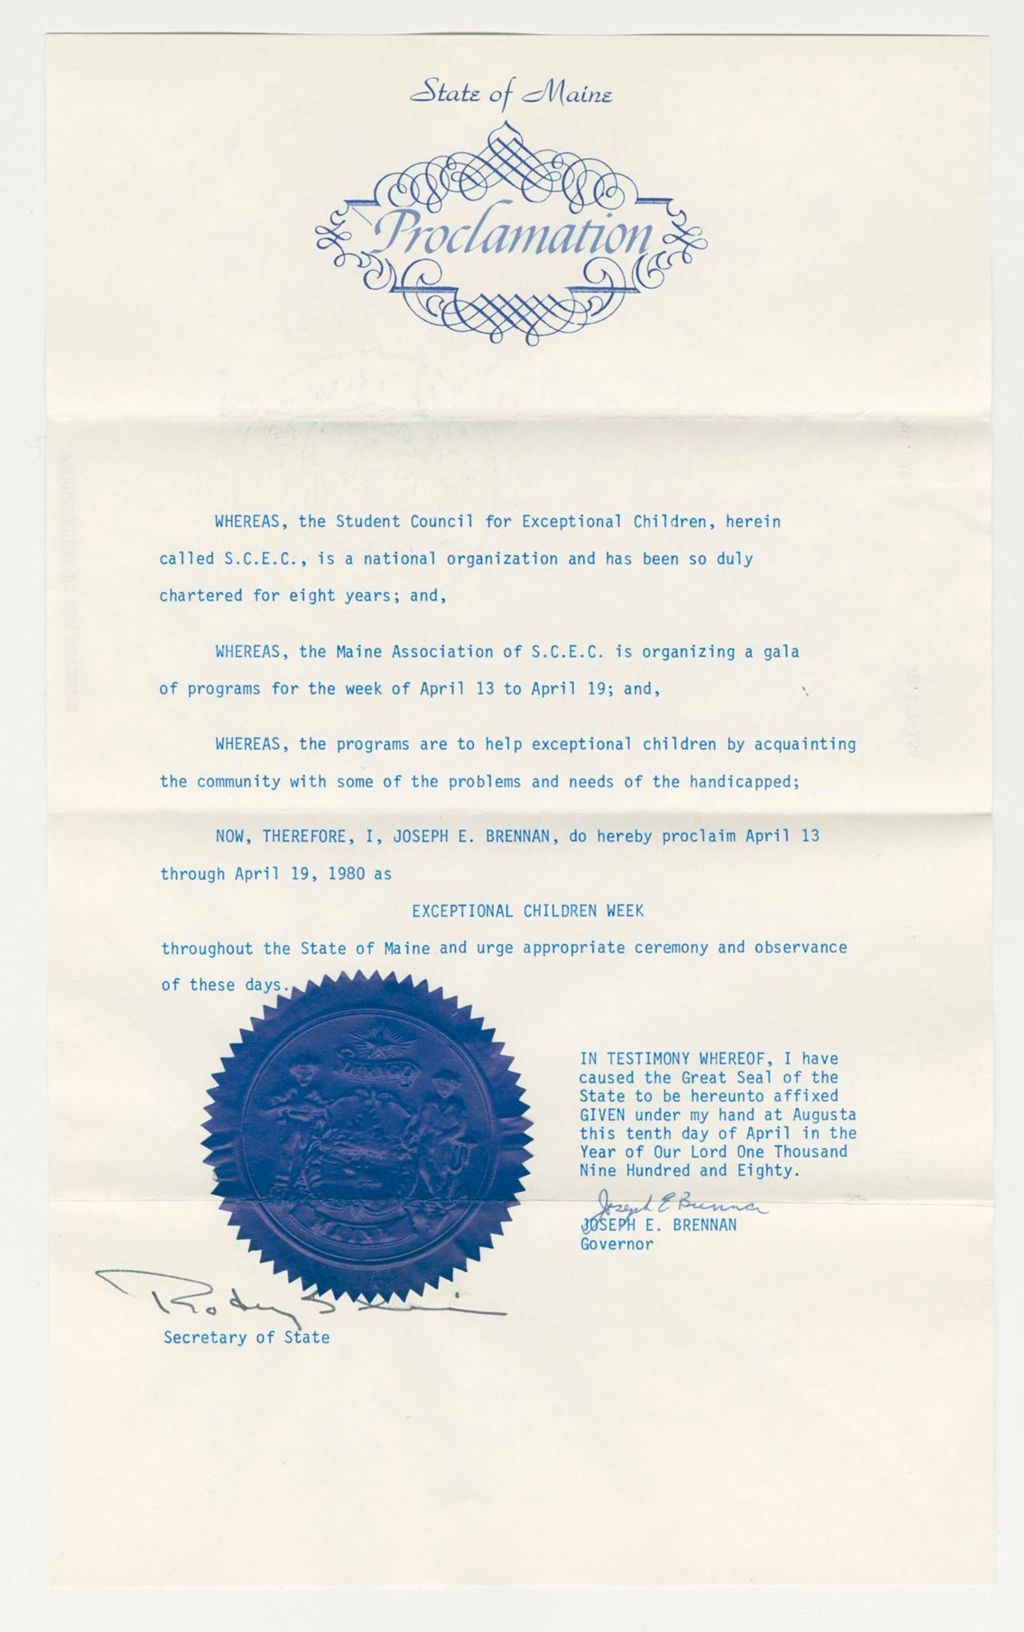 State of Maine
Proclamation
WHEREAS, the Student Council for Exceptional Children, herein
called S.C.E.C., is a national organization and has been so duly
chartered for eight years; and,
WHEREAS, the Maine Association of S.C.E.C. is organizing a gala
of programs for the week of April 13 to April 19; and,
WHEREAS, the programs are to help exceptional children by acquainting
the community with some of the problems and needs of the handicapped;
NOW, THEREFORE, I, JOSEPH E. BRENNAN, do hereby proclaim April 13
through April 19, 1980 as
EXCEPTIONAL CHILDREN WEEK
throughout the State of Maine and urge appropriate ceremony and observance
of these days.
IN TESTIMONY WHEREOF, I have
caused the Great Seal of the
State to be hereunto affixed
GIVEN under my hand at Augusta
this tenth day of April in the
Year of Our Lord One Thousand
Nine Hundred and Eighty.
Joseph E Brennan
JOSEPH E. BRENNAN
Governor
DIRIGO
MAINE
Secretary of State